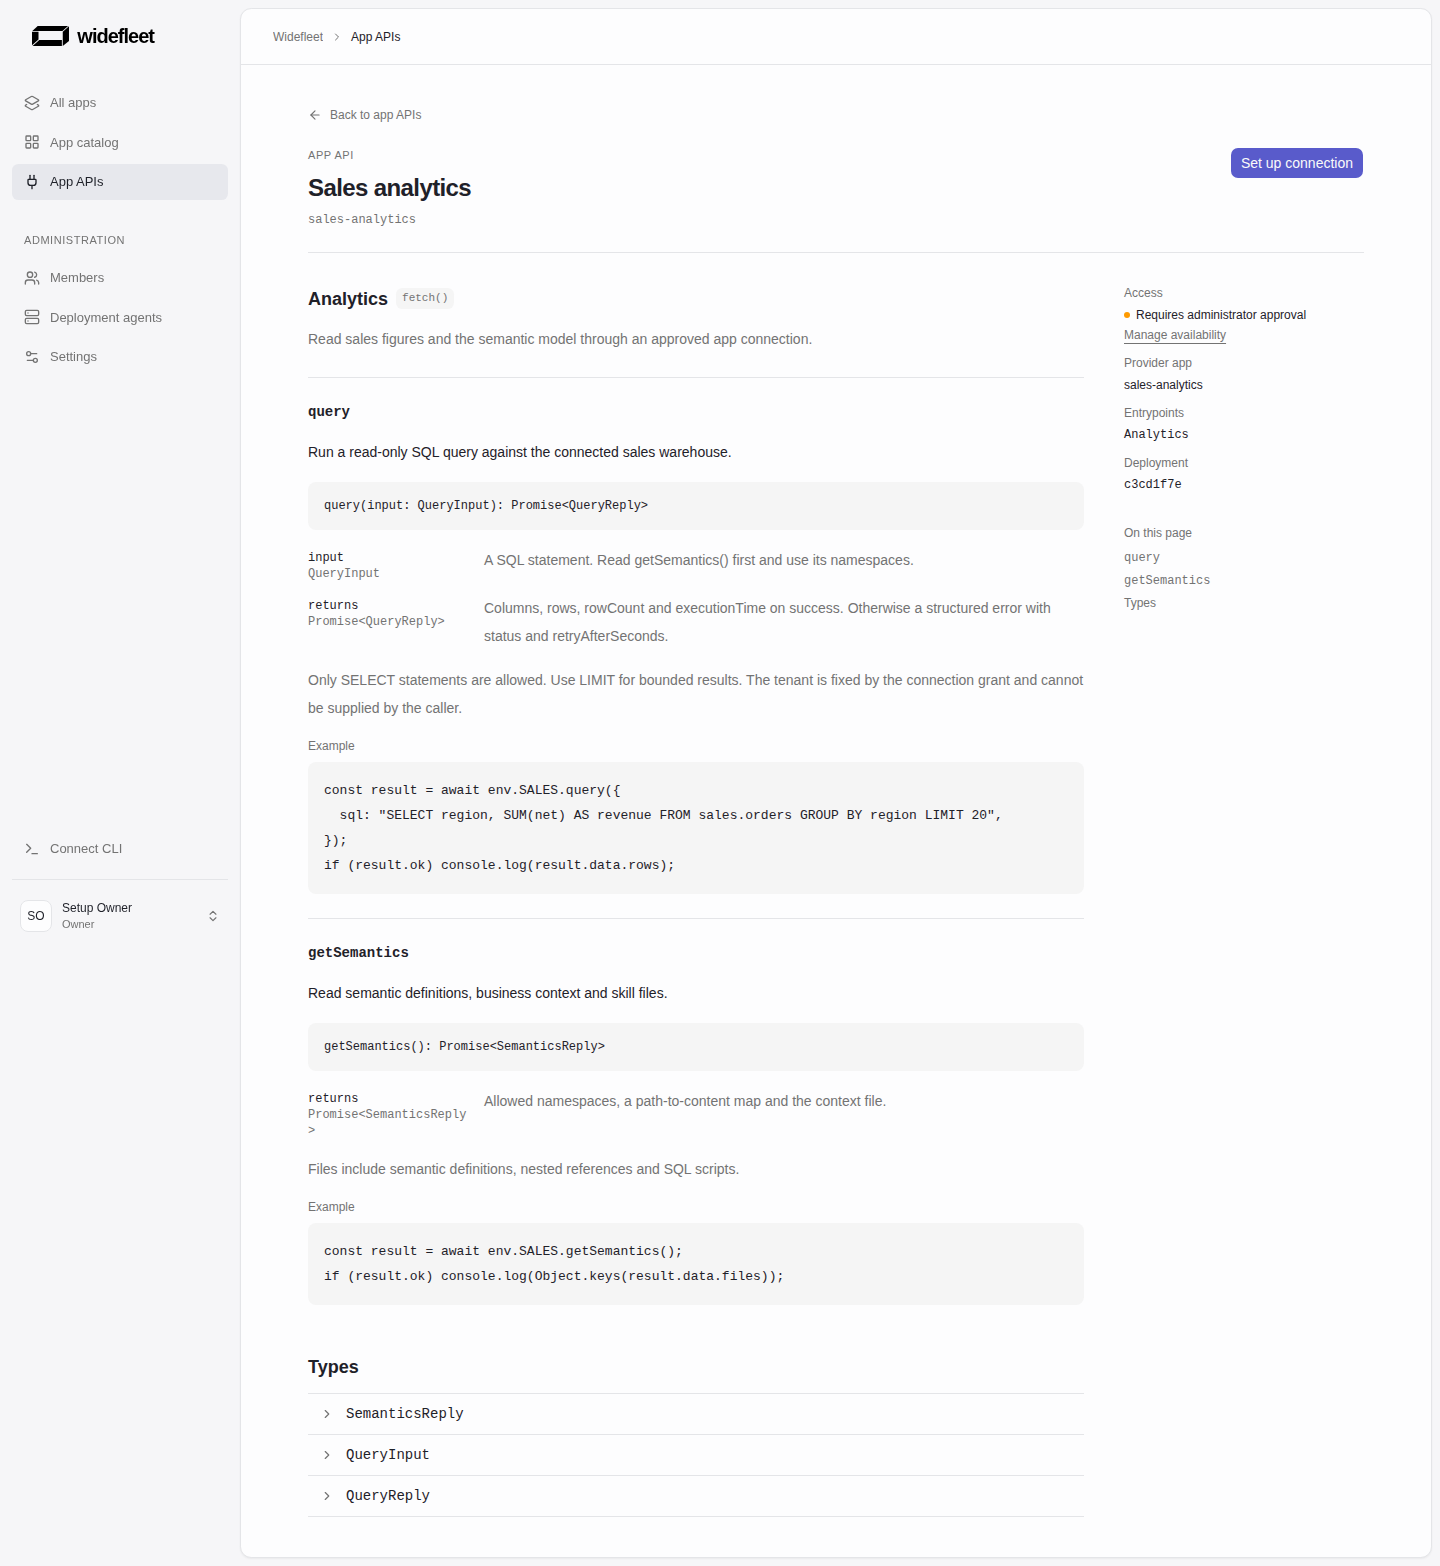 widefleet
All apps
App catalog
App APIs
ADMINISTRATION
Members
Deployment agents
Settings
Connect CLI
SO
Setup Owner
Owner
Widefleet
App APIs
Back to app APIs
APP API
Set up connection
Sales analytics
sales-analytics
Analytics fetch()
Read sales figures and the semantic model through an approved app connection.
query
Run a read-only SQL query against the connected sales warehouse.
query(input: QueryInput): Promise<QueryReply>
input
QueryInput
A SQL statement. Read getSemantics() first and use its namespaces.
returns
Promise<QueryReply>
Columns, rows, rowCount and executionTime on success. Otherwise a structured error with
status and retryAfterSeconds.
Only SELECT statements are allowed. Use LIMIT for bounded results. The tenant is fixed by the connection grant and cannot
be supplied by the caller.
Example
const result = await env.SALES.query({
  sql: "SELECT region, SUM(net) AS revenue FROM sales.orders GROUP BY region LIMIT 20",
});
if (result.ok) console.log(result.data.rows);
getSemantics
Read semantic definitions, business context and skill files.
getSemantics(): Promise<SemanticsReply>
returns
Promise<SemanticsReply
>
Allowed namespaces, a path-to-content map and the context file.
Files include semantic definitions, nested references and SQL scripts.
Example
const result = await env.SALES.getSemantics();
if (result.ok) console.log(Object.keys(result.data.files));
Types
SemanticsReply
QueryInput
QueryReply
Access
Requires administrator approval
Manage availability
Provider app
sales-analytics
Entrypoints
Analytics
Deployment
c3cd1f7e
On this page
query
getSemantics
Types